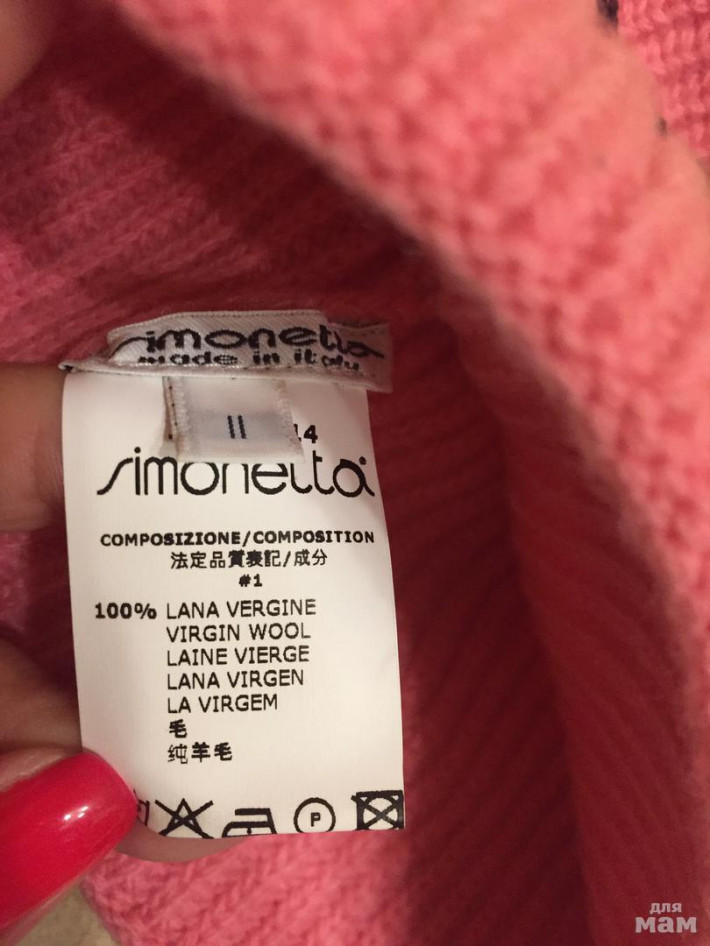 simonetta
made in italy
II
14
simonetta
COMPOSIZIONE/COMPOSITION
法定品質表記/成分
#1
100% LANA VERGINE
VIRGIN WOOL
LAINE VIERGE
LANA VIRGEN
LA VIRGEM
毛
纯羊毛
P
для
мам